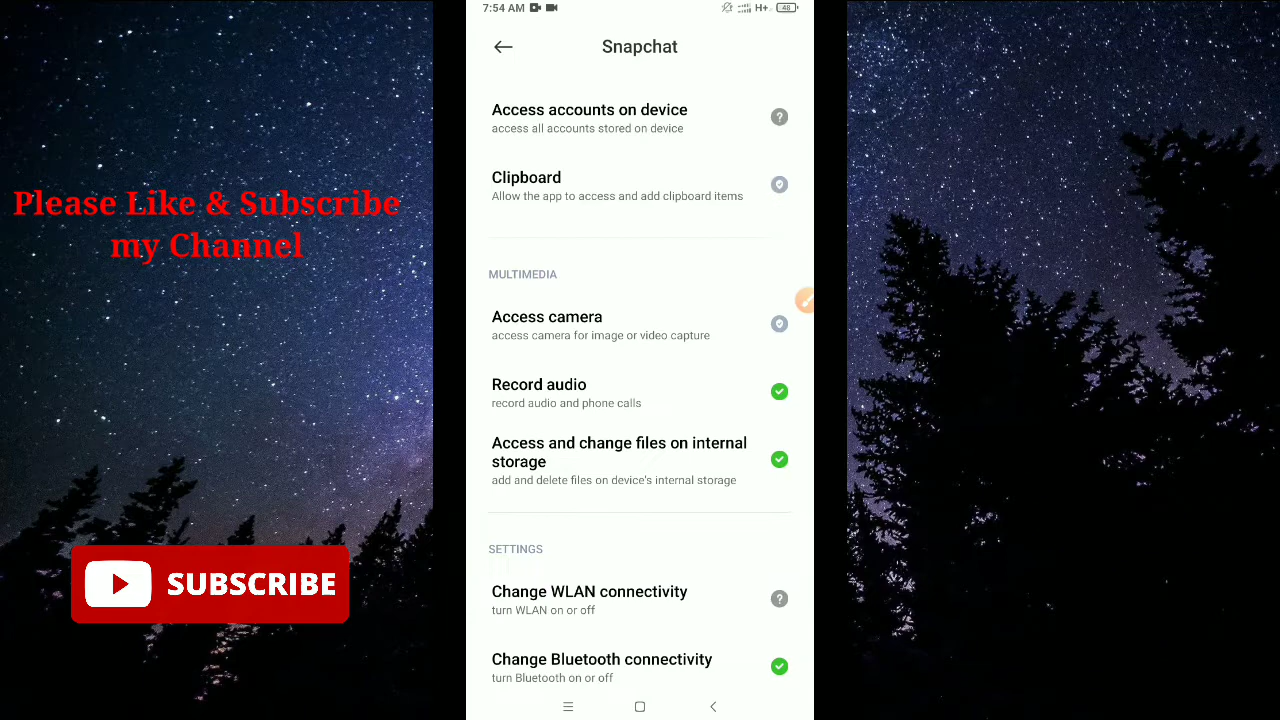 7:54 AM
H+
48
Snapchat
Access accounts on device
access all accounts stored on device
Clipboard
Allow the app to access and add clipboard items
MULTIMEDIA
Access camera
access camera for image or video capture
Record audio
record audio and phone calls
Access and change files on internal
storage
add and delete files on device's internal storage
SETTINGS
Change WLAN connectivity
turn WLAN on or off
Change Bluetooth connectivity
turn Bluetooth on or off
Please Like & Subscribe
my Channel
SUBSCRIBE